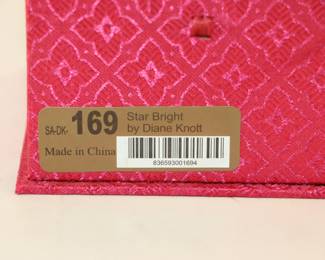 SA-DK- 169 Star Bright
by Diane Knott
Made in China
836593001694